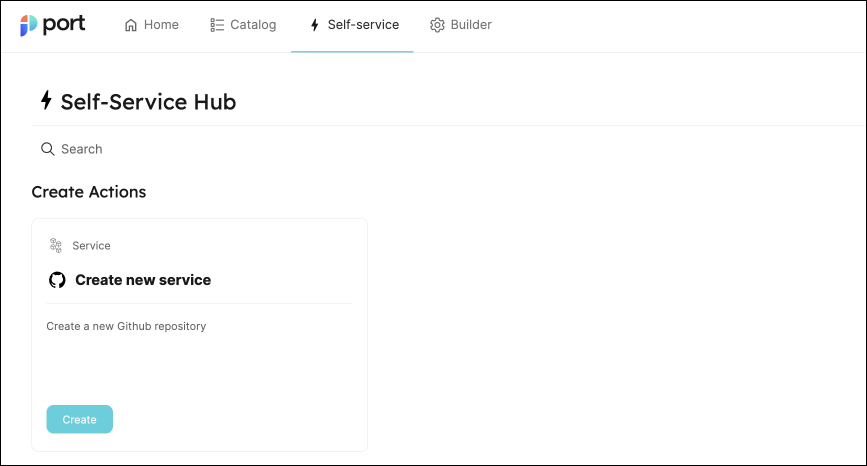 port Home Catalog Self-service Builder
Self-Service Hub
Search
Create Actions
Service
Create new service
Create a new Github repository
Create